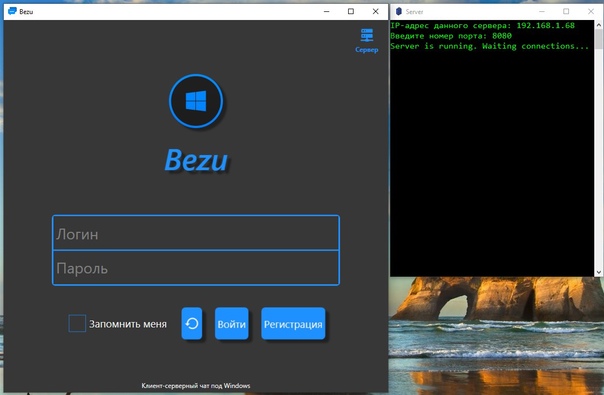 Bezu
Сервер
Bezu
Логин
Пароль
Запомнить меня
Войти
Регистрация
Клиент-серверный чат под Windows
Server
IP-адрес данного сервера: 192.168.1.68
Введите номер порта: 8080
Server is running. Waiting connections...